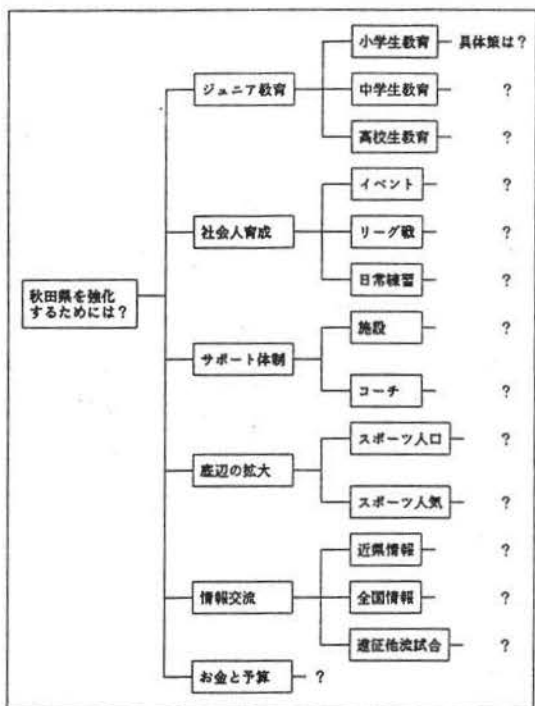 小学生教育
具体策は？
ジュニア教育
中学生教育
？
高校生教育
？
イベント
？
社会人育成
リーグ戦
？
日常練習
？
秋田県を強化
するためには？
施設
？
サポート体制
コーチ
？
スポーツ人口
？
底辺の拡大
スポーツ人気
？
近県情報
？
情報交流
全国情報
？
遠征他流試合
？
お金と予算
？